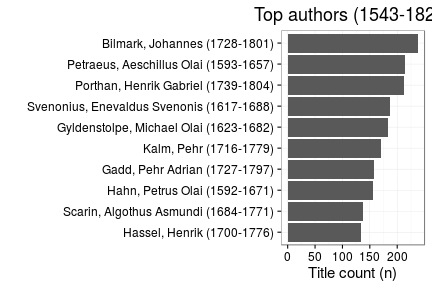 Top authors (1543-182
Bilmark, Johannes (1728-1801)
Petraeus, Aeschillus Olai (1593-1657)
Porthan, Henrik Gabriel (1739-1804)
Svenonius, Enevaldus Svenonis (1617-1688)
Gyldenstolpe, Michael Olai (1623-1682)
Kalm, Pehr (1716-1779)
Gadd, Pehr Adrian (1727-1797)
Hahn, Petrus Olai (1592-1671)
Scarin, Algothus Asmundi (1684-1771)
Hassel, Henrik (1700-1776)
0 50 100 150 200
Title count (n)